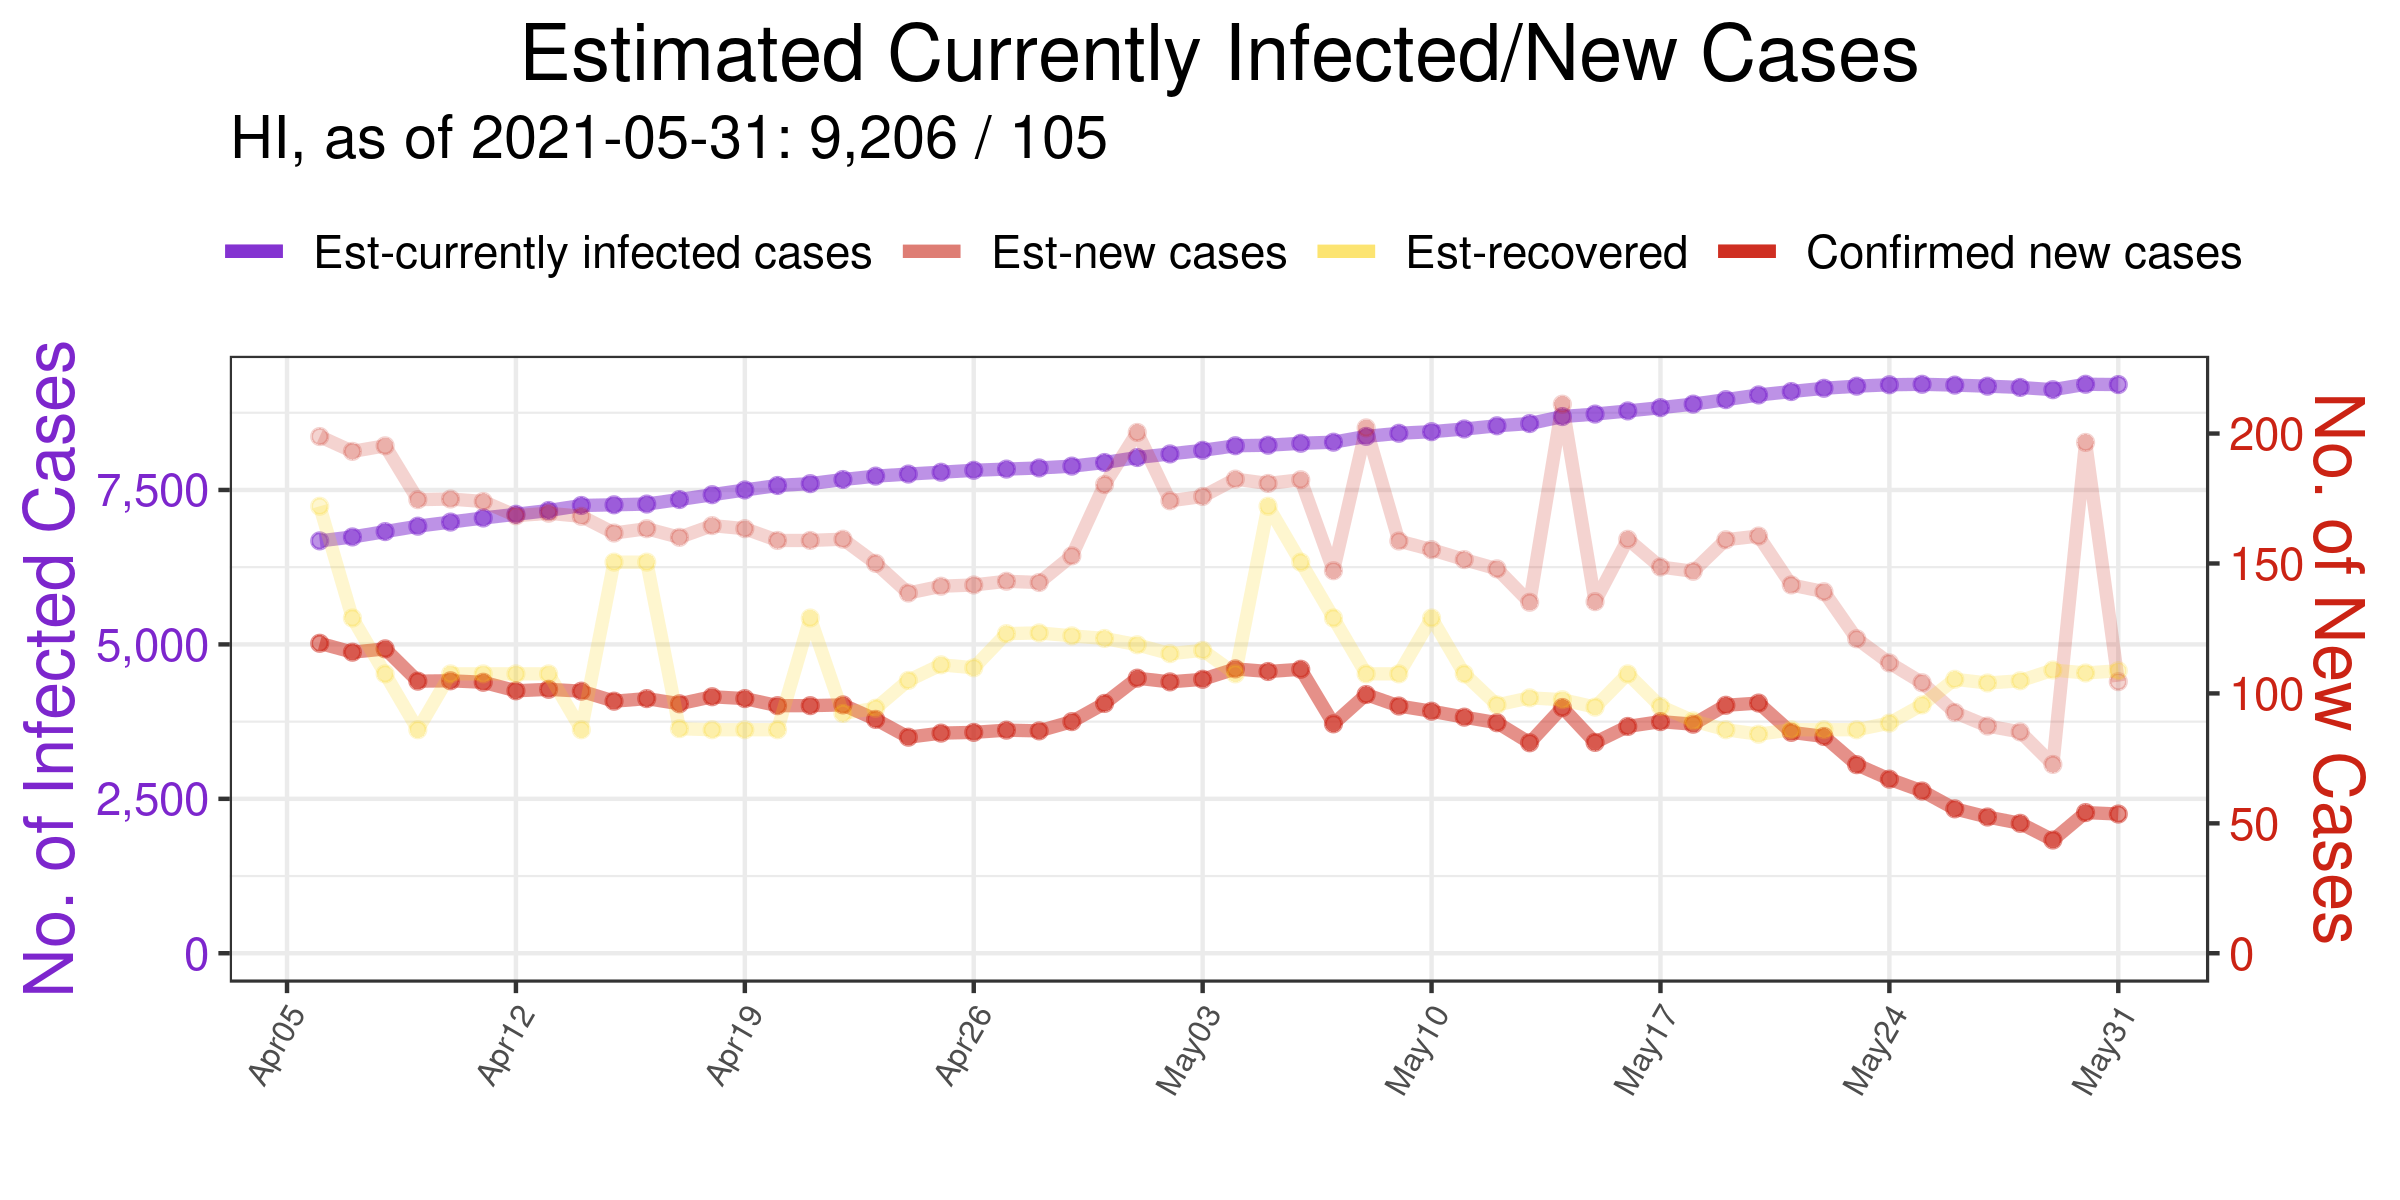 Estimated Currently Infected/New Cases
HI, as of 2021-05-31: 9,206 / 105
Est-currently infected cases Est-new cases Est-recovered Confirmed new cases
No. of Infected Cases
7,500
5,000
2,500
0
200
150
100
50
0
No. of New Cases
Apr05 Apr12 Apr19 Apr26 May03 May10 May17 May24 May31